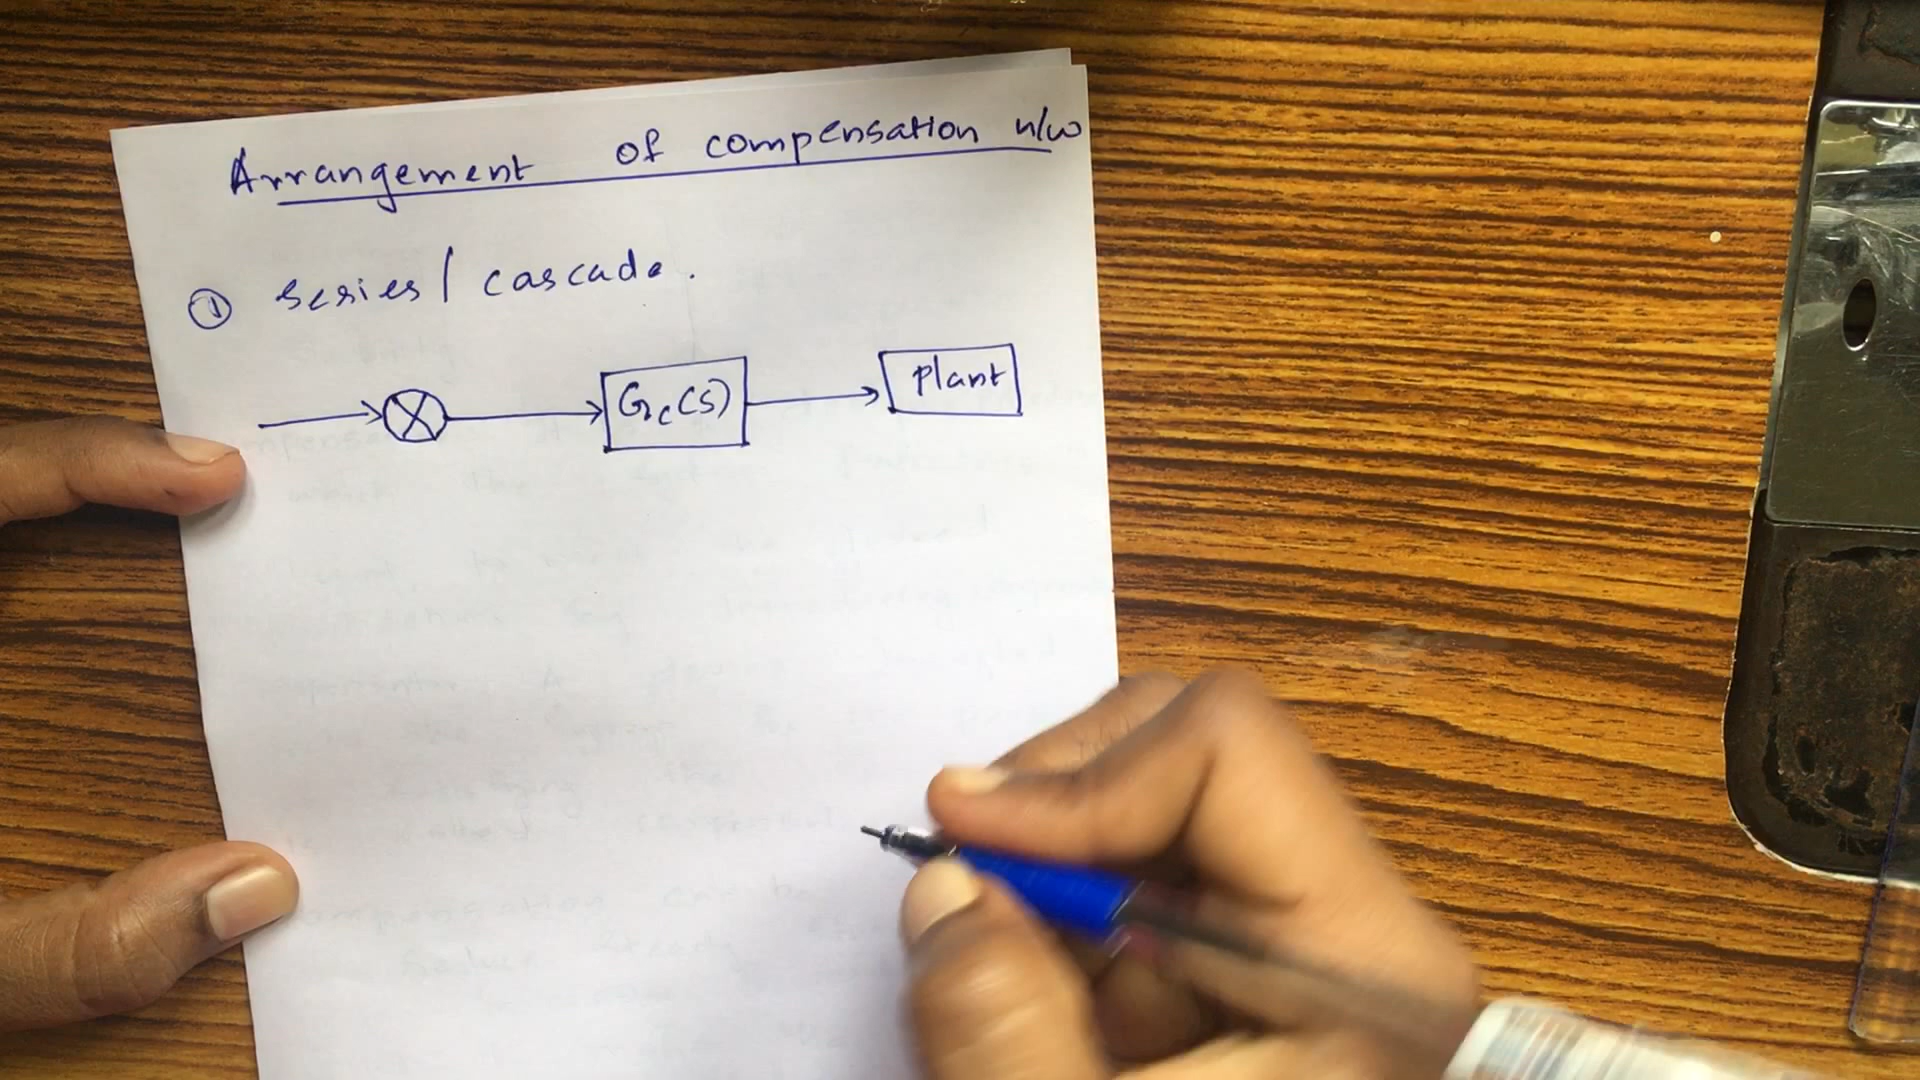 Arrangement of compensation n/w
① series/ cascade.
Gc(s) plant